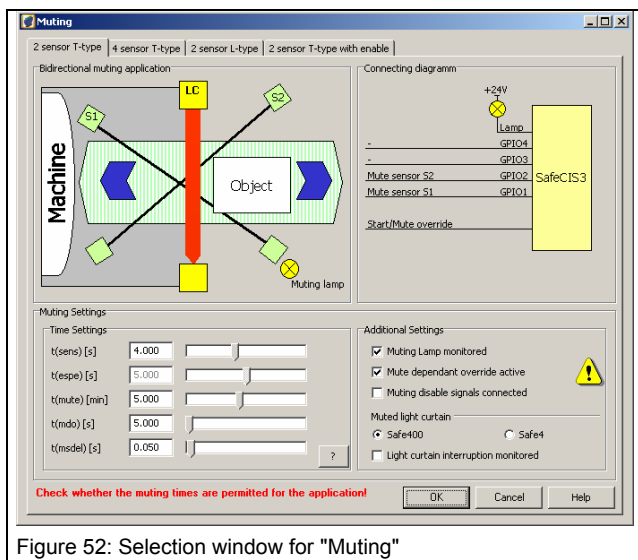 Muting
2 sensor T-type 4 sensor T-type 2 sensor L-type 2 sensor T-type with enable
Bidirectional muting application
LC
S1
S2
Machine
Object
Muting lamp
Connecting diagramm
+24V
Lamp
- GPIO4
- GPIO3
Mute sensor S2 GPIO2
Mute sensor S1 GPIO1
SafeCIS3
Start/Mute override
Muting Settings
Time Settings
t(sens) [s] 4.000
t(espe) [s] 5.000
t(mute) [min] 5.000
t(mdo) [s] 5.000
t(msdel) [s] 0.050
?
Additional Settings
Muting Lamp monitored
Mute dependant override active
Muting disable signals connected
Muted light curtain
Safe400 Safe4
Light curtain interruption monitored
Check whether the muting times are permitted for the application!
OK Cancel Help
Figure 52: Selection window for "Muting"